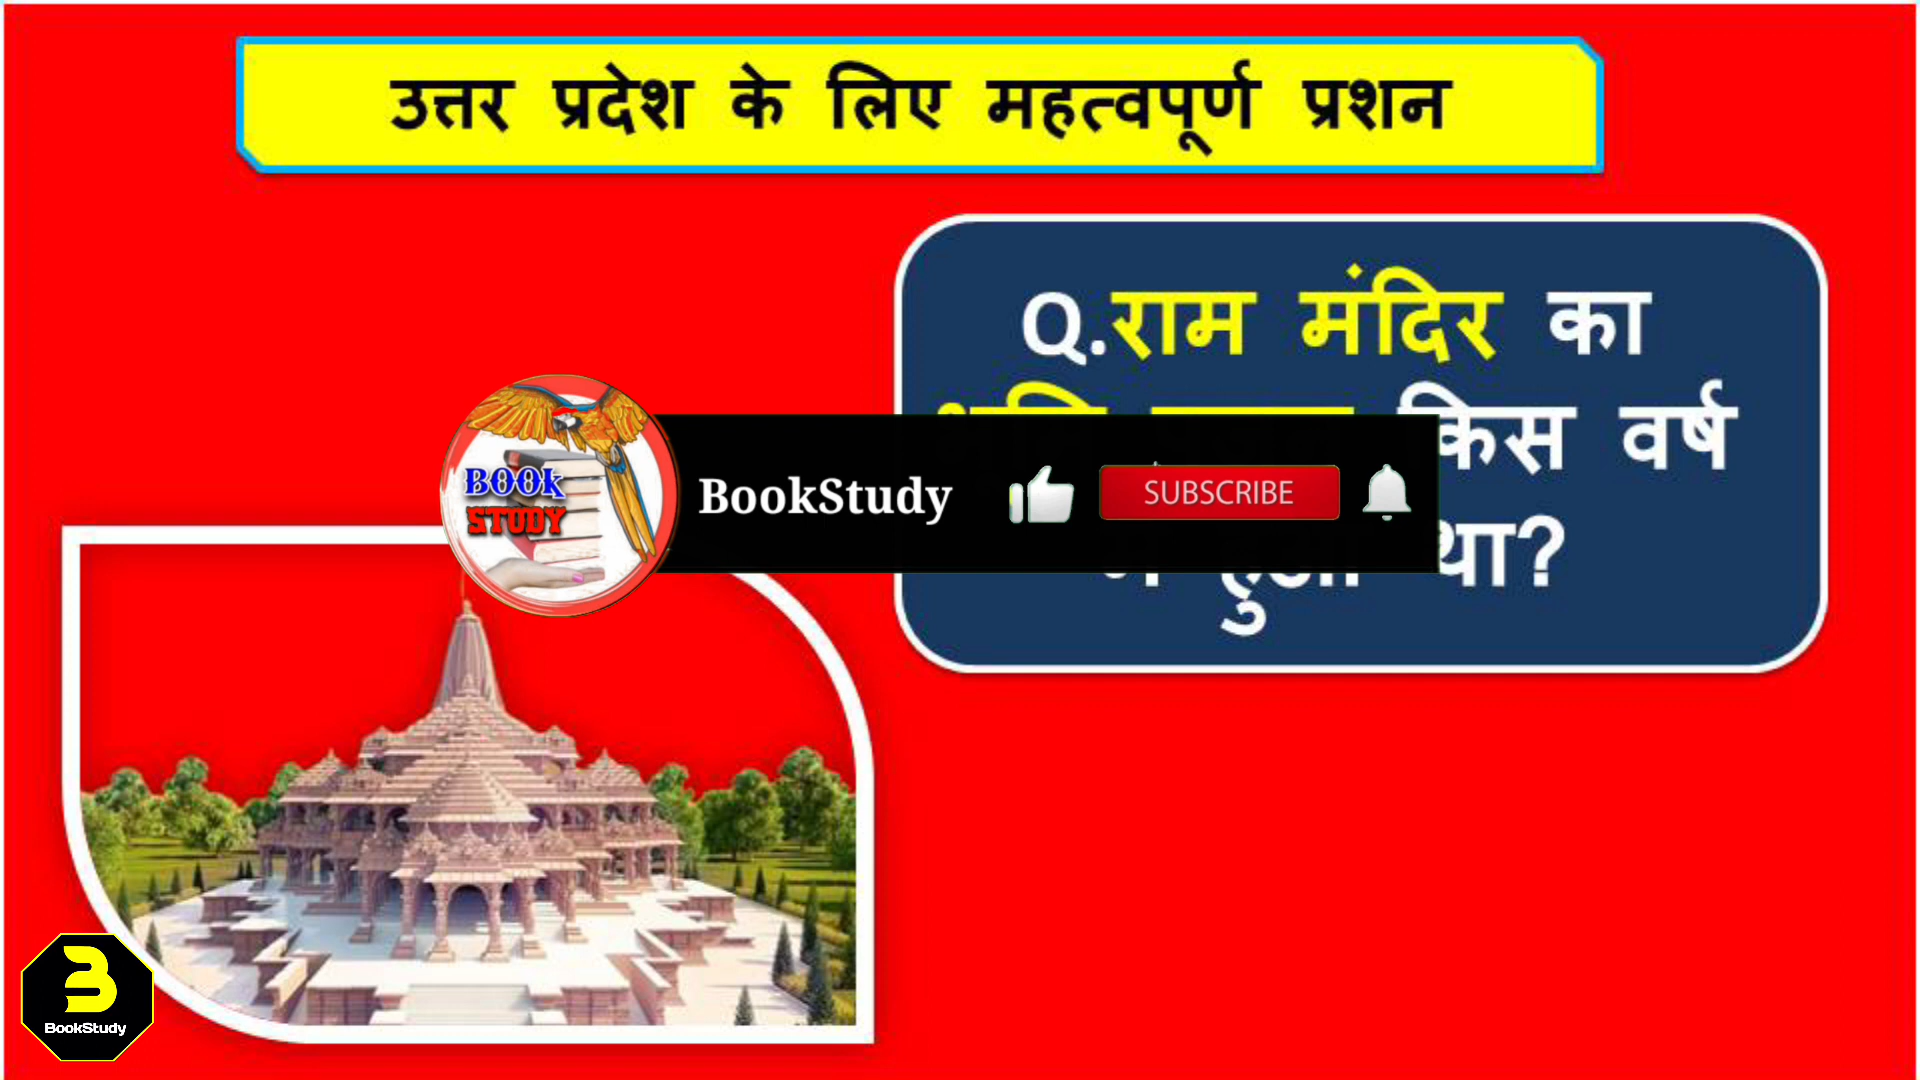 उत्तर प्रदेश के लिए महत्वपूर्ण प्रशन
Q.राम मंदिर का
किस वर्ष
था?
BOOK
STUDY
BookStudy
SUBSCRIBE
BookStudy